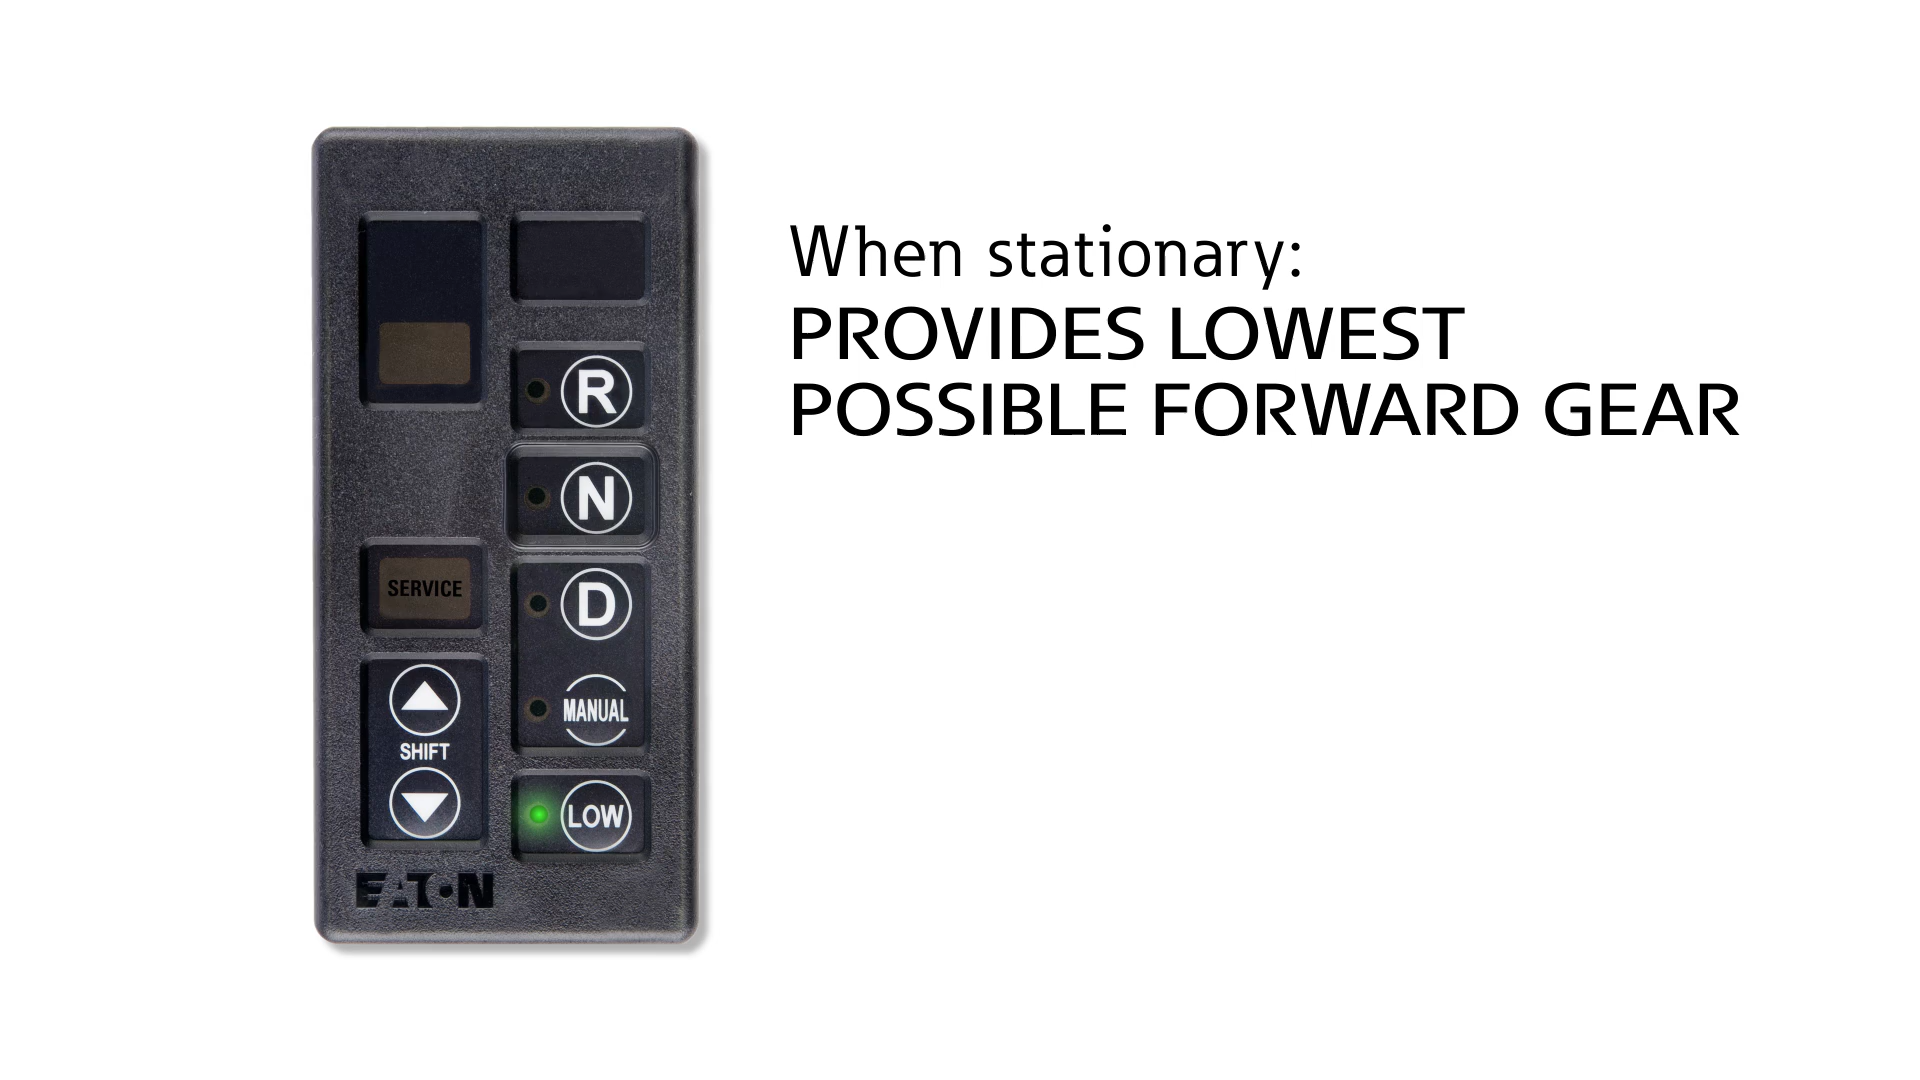 When stationary:
PROVIDES LOWEST
POSSIBLE FORWARD GEAR
R
N
SERVICE
D
MANUAL
SHIFT
LOW
EATON